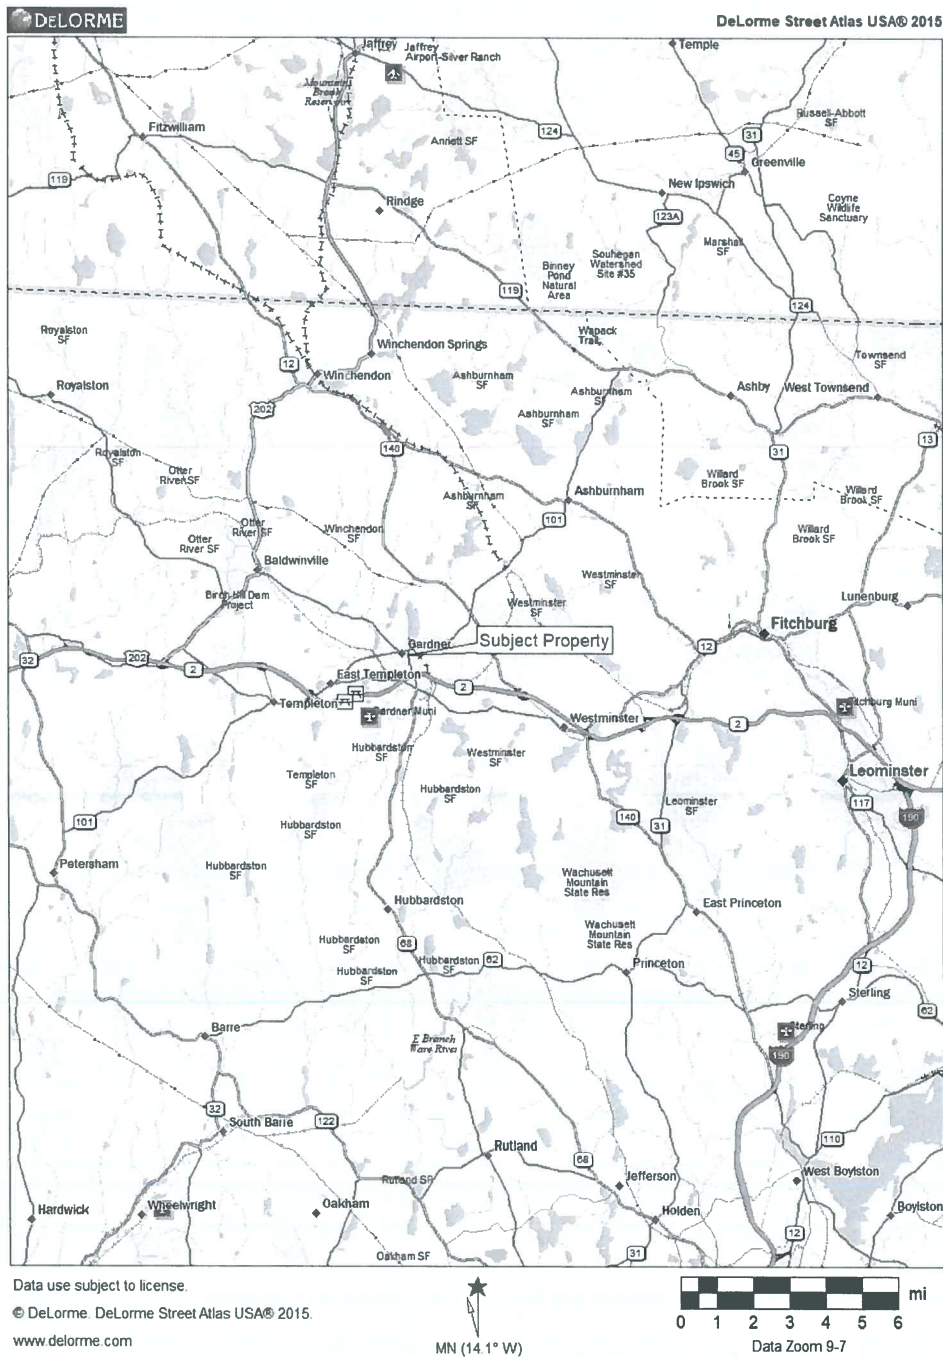 DELORME
DeLorme Street Atlas USA® 2015
Jaffrey
Jaffrey
Airport-Silver Ranch
Temple
Mountain
Brook
Reservoir
Russell-Abbott
SF
Fitzwilliam
124
31
Annett SF
45
Greenville
119
New Ipswich
Rindge
123A
Coyne
Wildlife
Sanctuary
Marshall
SF
Souhegan
Watershed
Site #35
Binney
Pond
Natural
Area
119
124
Royalston
SF
Wapack
Trail
Winchendon Springs
Townsend
SF
12
Winchendon
Ashburnham
SF
Royalston
Ashburnham
SF
Ashby
West Townsend
202
Ashburnham
SF
13
140
31
Royalston
SF
Otter
River SF
Willard
Brook SF
Ashburnham
SF
Ashburnham
Willard
Brook SF
101
Otter
River SF
Winchendon
SF
Willard
Brook SF
Otter
River SF
Baldwinville
Westminster
SF
Birch Hill Dam
Project
Westminster
SF
Lunenburg
Fitchburg
Gardner
Subject Property
12
32
202
2
East Templeton
2
Templeton
Gardner Muni
Westminster
2
Fitchburg Muni
Hubbardston
SF
Westminster
SF
Templeton
SF
Hubbardston
SF
Leominster
Leominster
SF
117
101
Hubbardston
SF
140
31
190
Petersham
Hubbardston
SF
Wachusett
Mountain
State Res
Hubbardston
East Princeton
Wachusett
Mountain
State Res
Hubbardston
SF
68
Hubbardston
SF
62
Princeton
12
Hubbardston
SF
Sterling
62
Barre
Sterling
E Branch
Ware River
190
32
South Barre
122
110
Rutland
68
West Boylston
Rutland SF
Jefferson
Hardwick
Wheelwright
Oakham
Holden
Boylston
12
Oakham SF
31
Data use subject to license.
© DeLorme. DeLorme Street Atlas USA® 2015.
www.delorme.com
MN (14.1° W)
mi
0 1 2 3 4 5 6
Data Zoom 9-7